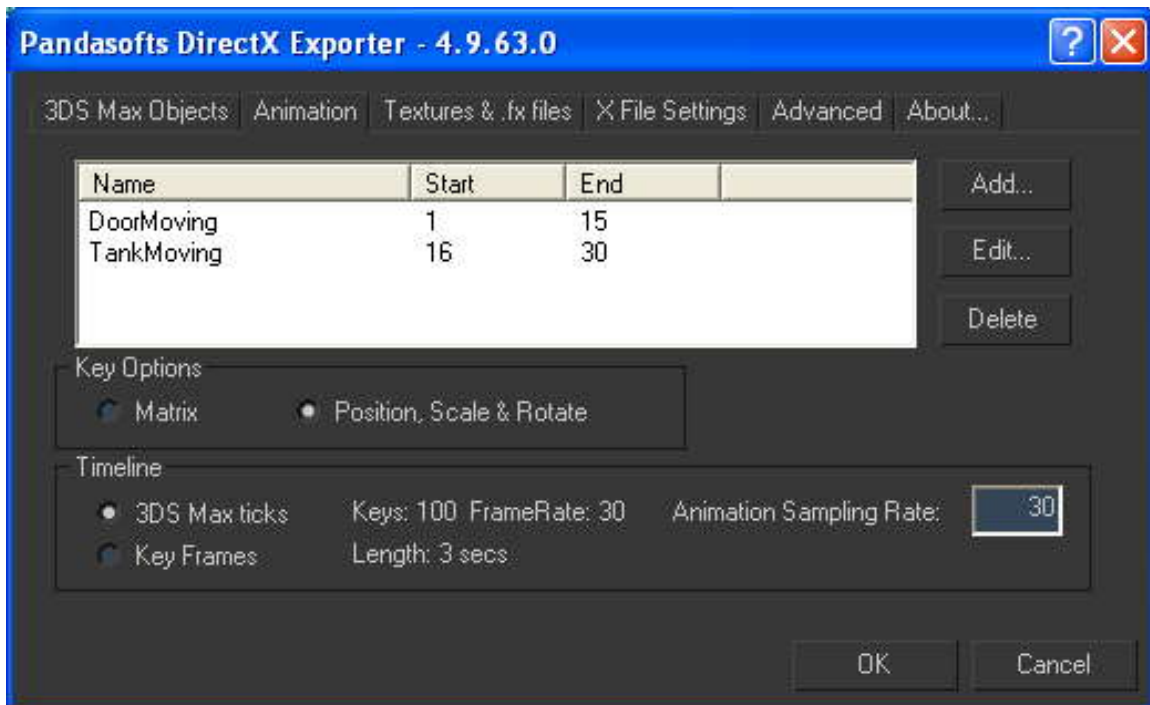 Pandasofts DirectX Exporter - 4.9.63.0
3DS Max Objects Animation Textures & .fx files X File Settings Advanced About...
Name Start End
DoorMoving 1 15
TankMoving 16 30
Add...
Edit...
Delete
Key Options
Matrix Position, Scale & Rotate
Timeline
3DS Max ticks Keys: 100 FrameRate: 30 Animation Sampling Rate: 30
Key Frames Length: 3 secs
OK Cancel